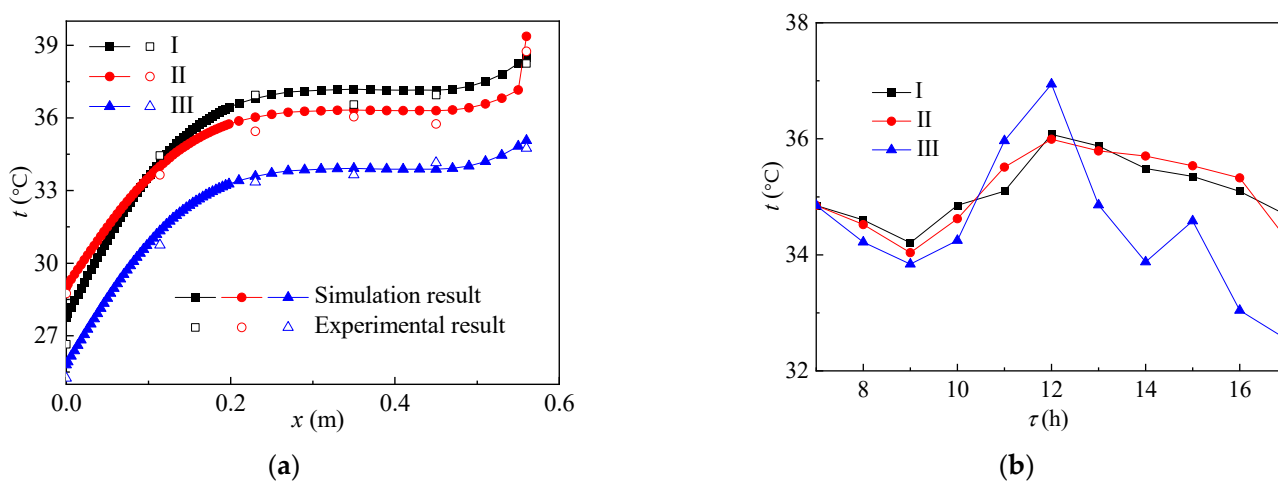 39
36
33
30
27
t (°C)
I
II
III
Simulation result
Experimental result
0.0 0.2 0.4 0.6
x (m)
(a)
38
36
34
32
t (°C)
I
II
III
8 10 12 14 16
τ (h)
(b)